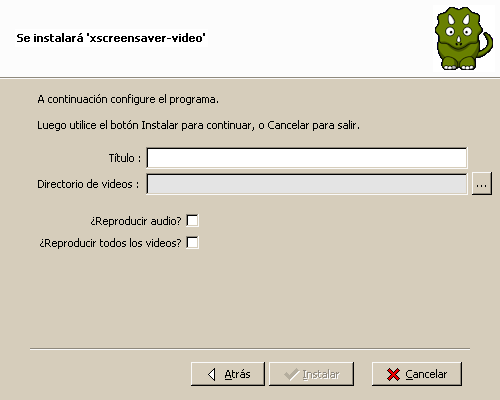 Se instalará 'xscreensaver-video'
A continuación configure el programa.
Luego utilice el botón Instalar para continuar, o Cancelar para salir.
Título :
Directorio de videos :
...
¿Reproducir audio?
¿Reproducir todos los videos?
Atrás
Instalar
Cancelar